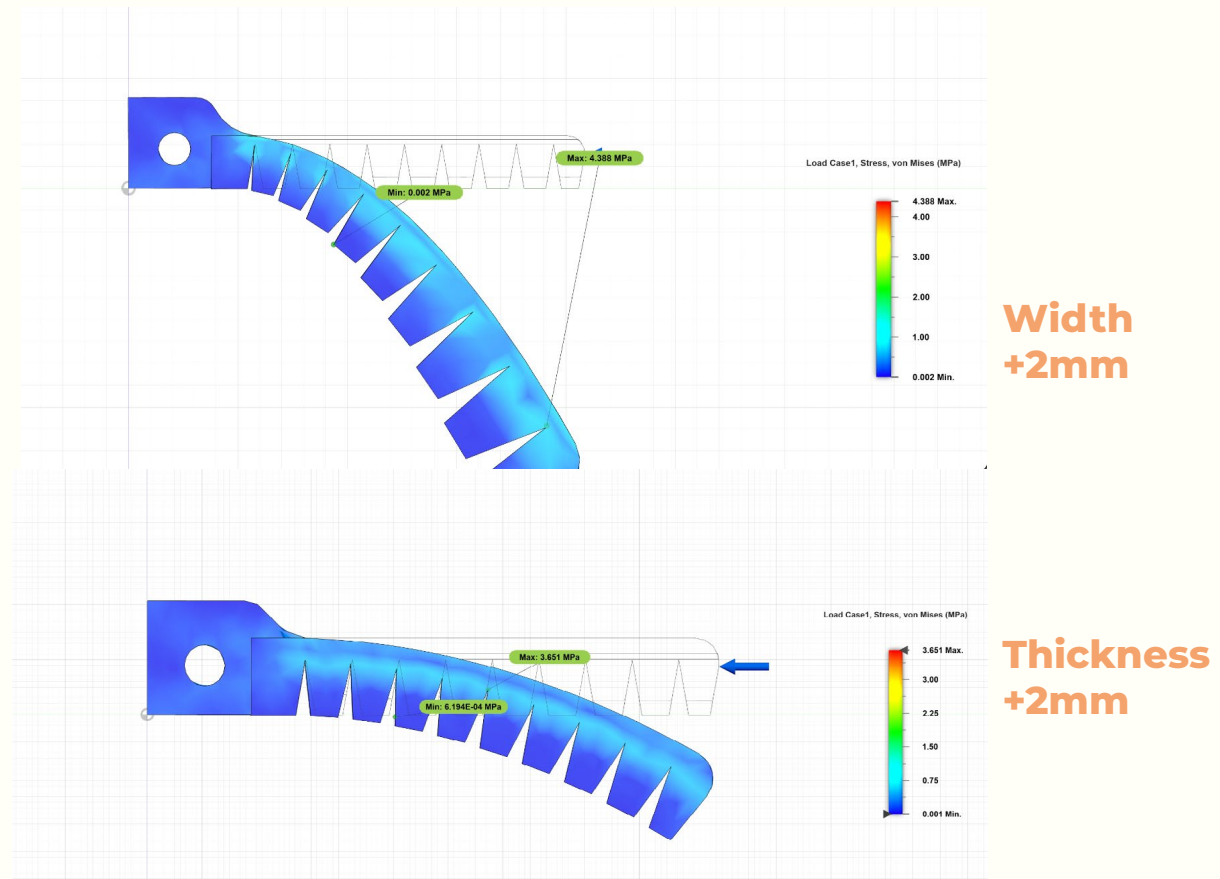 Max: 4.388 MPa
Min: 0.002 MPa
Load Case1, Stress, von Mises (MPa)
4.388 Max.
4.00
3.00
2.00
1.00
0.002 Min.
Width
+2mm
Load Case1, Stress, von Mises (MPa)
Max: 3.651 MPa
Min: 6.194E-04 MPa
3.651 Max.
3.00
2.25
1.50
0.75
0.001 Min.
Thickness
+2mm